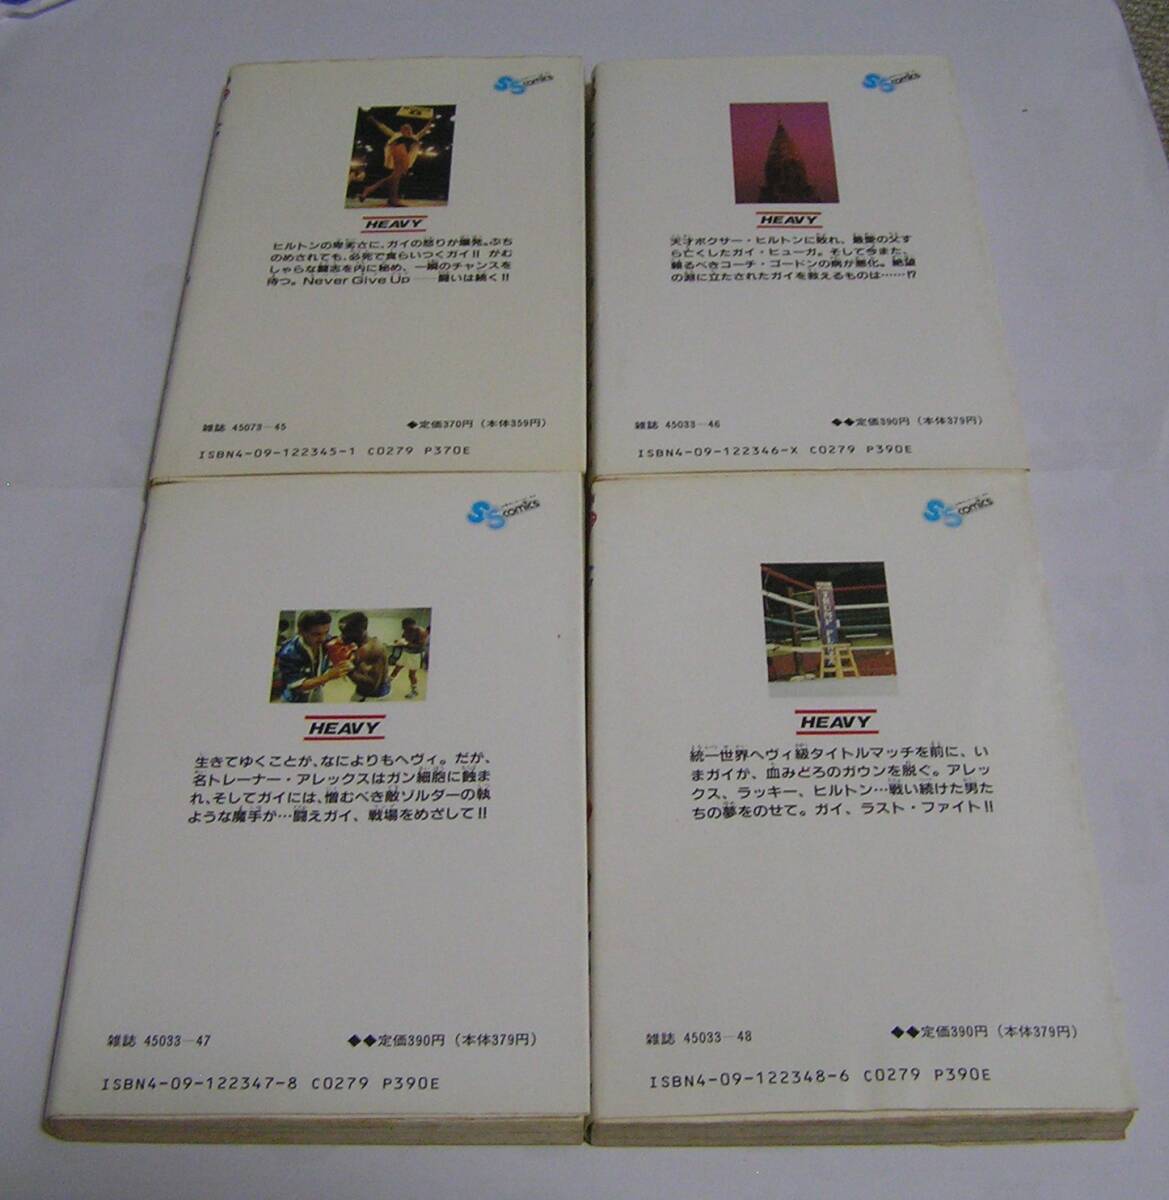 SS comics
HEAVY
ヒルトンの卑劣さに、ガイの怒りが爆発。ぶち
のめされても、必死で食らいつくガイ!! がむ
しゃらな闘志を内に秘め、一瞬のチャンスを
待つ。Never Give Up――闘いは続く!!
雑誌 45073-45
◆定価370円（本体359円）
ISBN4-09-122345-1 C0279 P370E
SS comics
HEAVY
天才ボクサー・ヒルトンに敗れ、最愛の父す
ら亡くしたガイ・ヒューガ。そして今また、
頼るべきコーチ・ゴードンの病が悪化。絶望
の淵に立たされたガイを救えるものは……!?
雑誌 45033-46
◆◆定価390円（本体379円）
ISBN4-09-122346-X C0279 P390E
SS comics
HEAVY
生きてゆくことが、なによりもヘヴィ。だが、
名トレーナー・アレックスはガン細胞に蝕ま
れ、そしてガイには、憎むべき敵ゾルダーの執
ような魔手が…闘えガイ、戦場をめざして!!
雑誌 45033-47
◆◆定価390円（本体379円）
ISBN4-09-122347-8 C0279 P390E
SS comics
HEAVY
統一世界ヘヴィ級タイトルマッチを前に、い
まガイが、血みどろのガウンを脱ぐ。アレッ
クス、ラッキー、ヒルトン…戦い続けた男た
ちの夢をのせて。ガイ、ラスト・ファイト!!
雑誌 45033-48
◆◆定価390円（本体379円）
ISBN4-09-122348-6 C0279 P390E